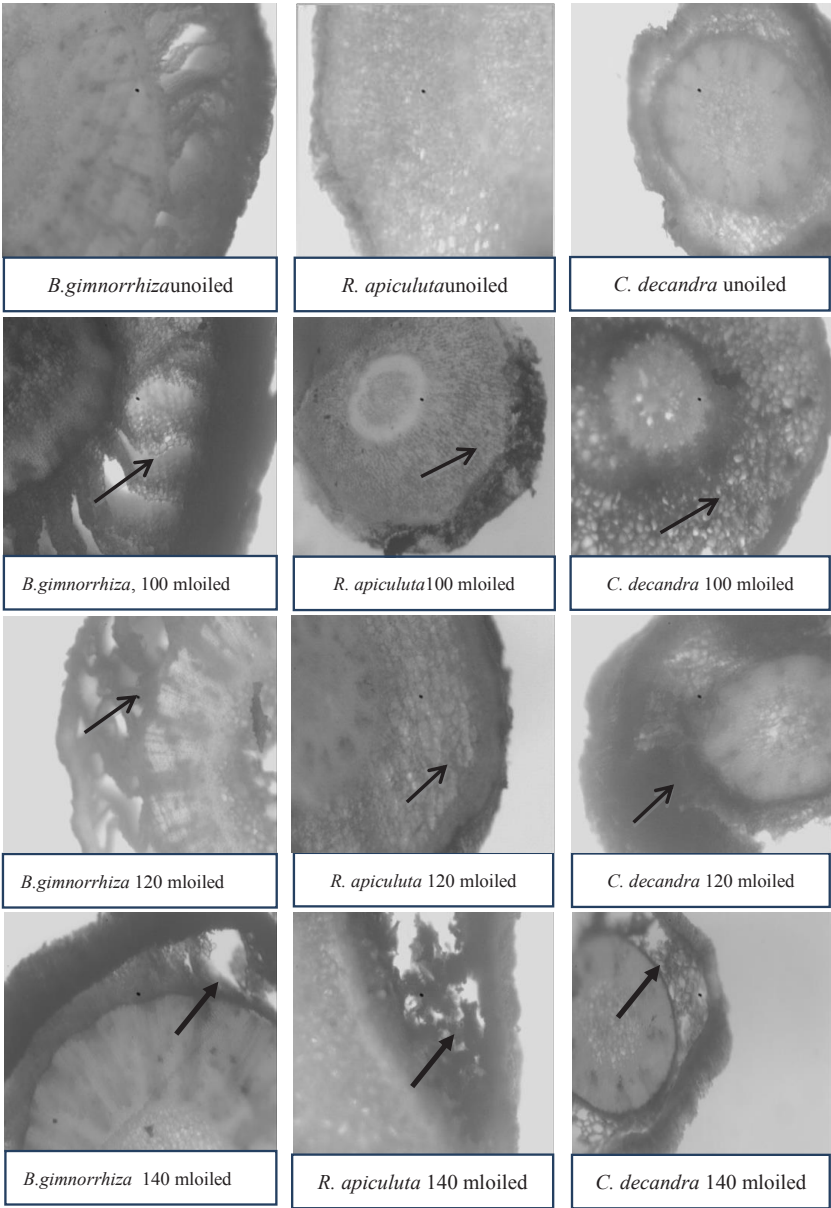 B.gimnorrhizaunoiled
R. apiculutaunoiled
C. decandra unoiled
B.gimnorrhiza, 100 mloiled
R. apiculuta100 mloiled
C. decandra 100 mloiled
B.gimnorrhiza 120 mloiled
R. apiculuta 120 mloiled
C. decandra 120 mloiled
B.gimnorrhiza 140 mloiled
R. apiculuta 140 mloiled
C. decandra 140 mloiled